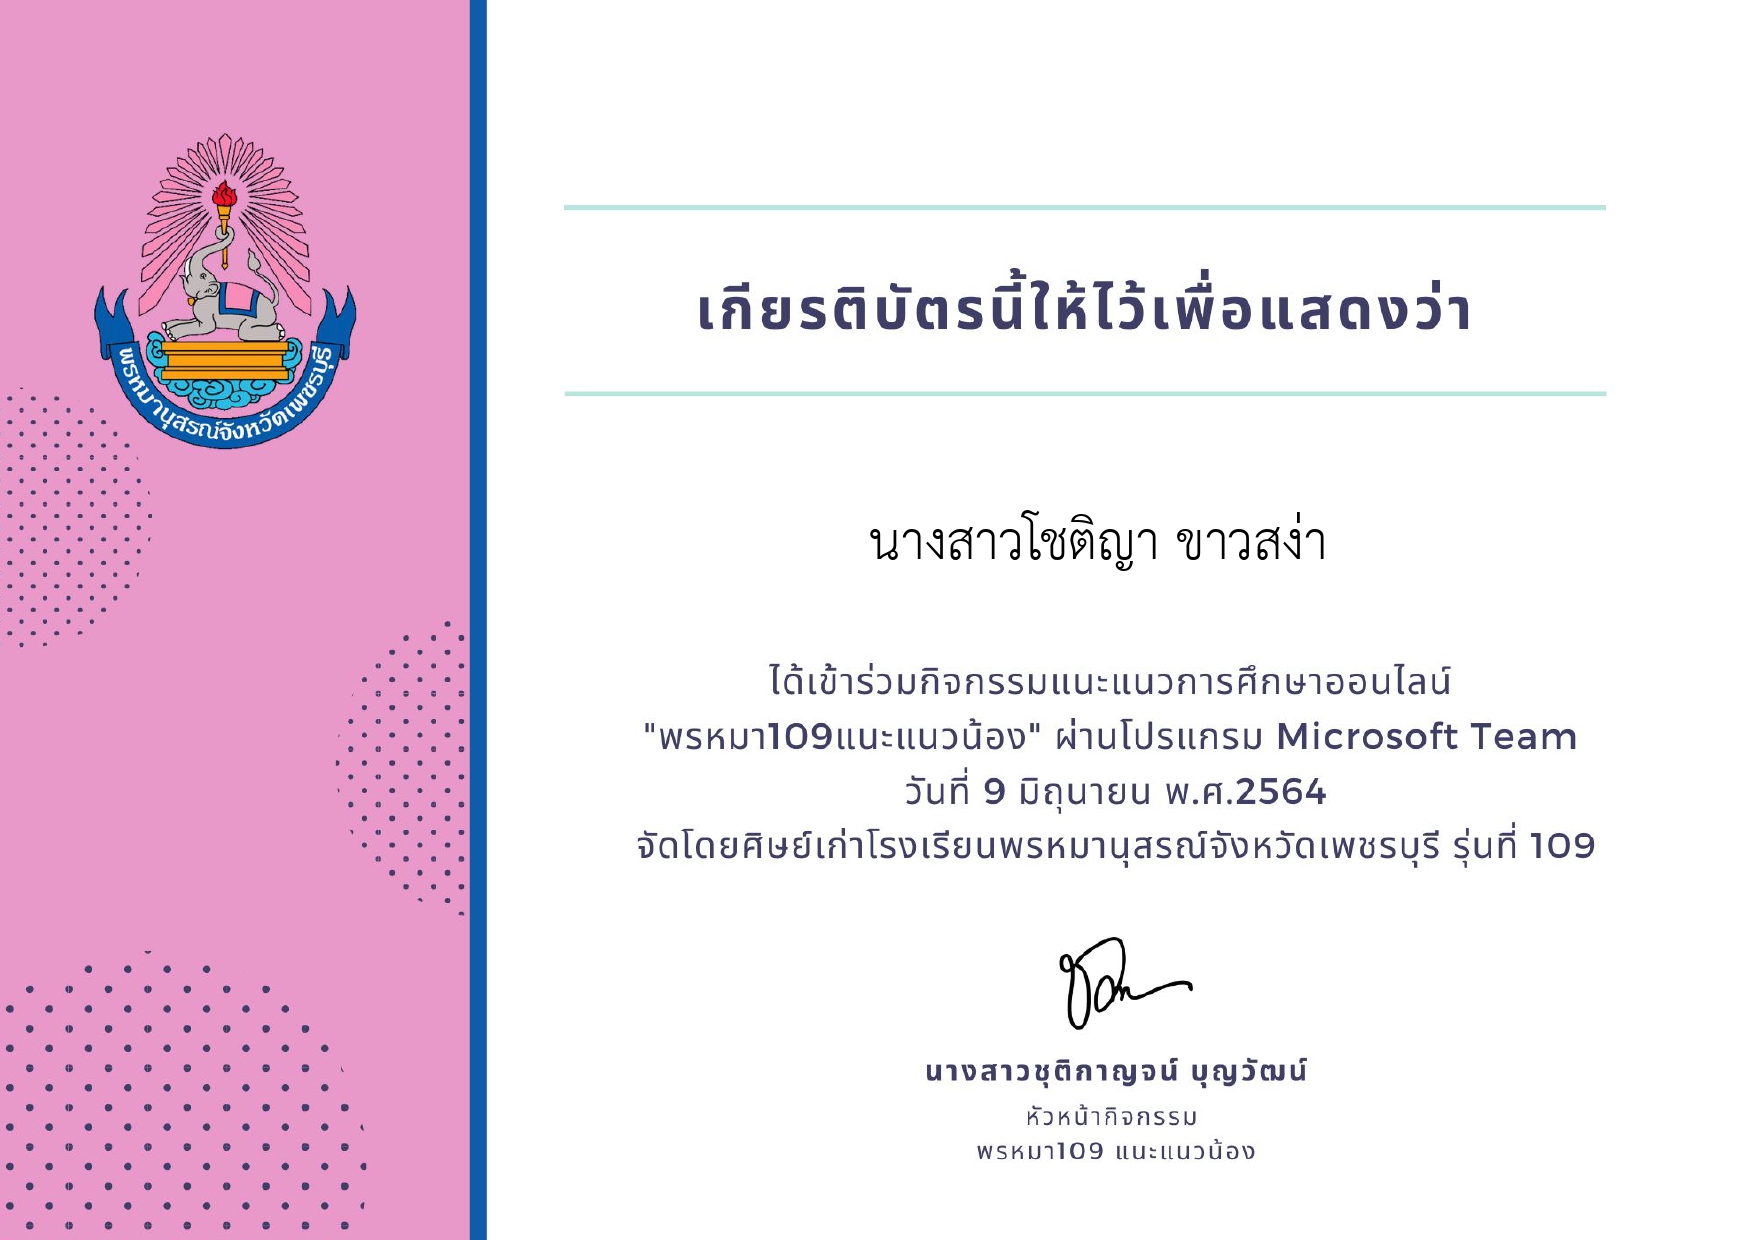 พรหมานุสรณ์จังหวัดเพชรบุรี
เกียรติบัตรนี้ให้ไว้เพื่อแสดงว่า
นางสาวโชติญา ขาวสง่า
ได้เข้าร่วมกิจกรรมแนะแนวการศึกษาออนไลน์
"พรหมา109แนะแนวน้อง" ผ่านโปรแกรม Microsoft Team
วันที่ 9 มิถุนายน พ.ศ.2564
จัดโดยศิษย์เก่าโรงเรียนพรหมานุสรณ์จังหวัดเพชรบุรี รุ่นที่ 109
นางสาวชุติกาญจน์ บุญวัฒน์
หัวหน้ากิจกรรม
พรหมา109 แนะแนวน้อง